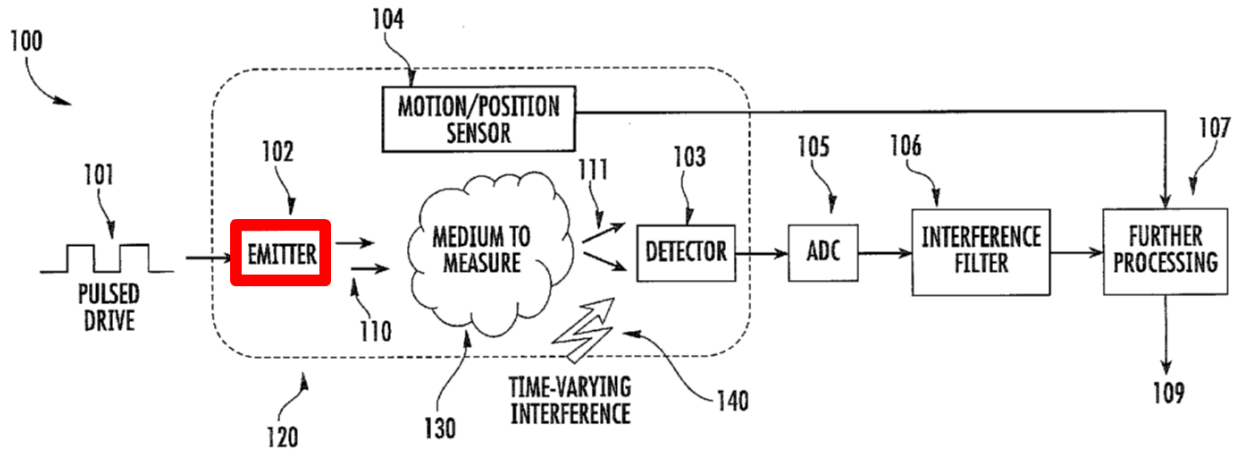 100
104
MOTION/POSITION
SENSOR
101
102
111
103
105
106
107
EMITTER
MEDIUM TO
MEASURE
DETECTOR
ADC
INTERFERENCE
FILTER
FURTHER
PROCESSING
PULSED
DRIVE
110
120
130
TIME-VARYING
INTERFERENCE
140
109